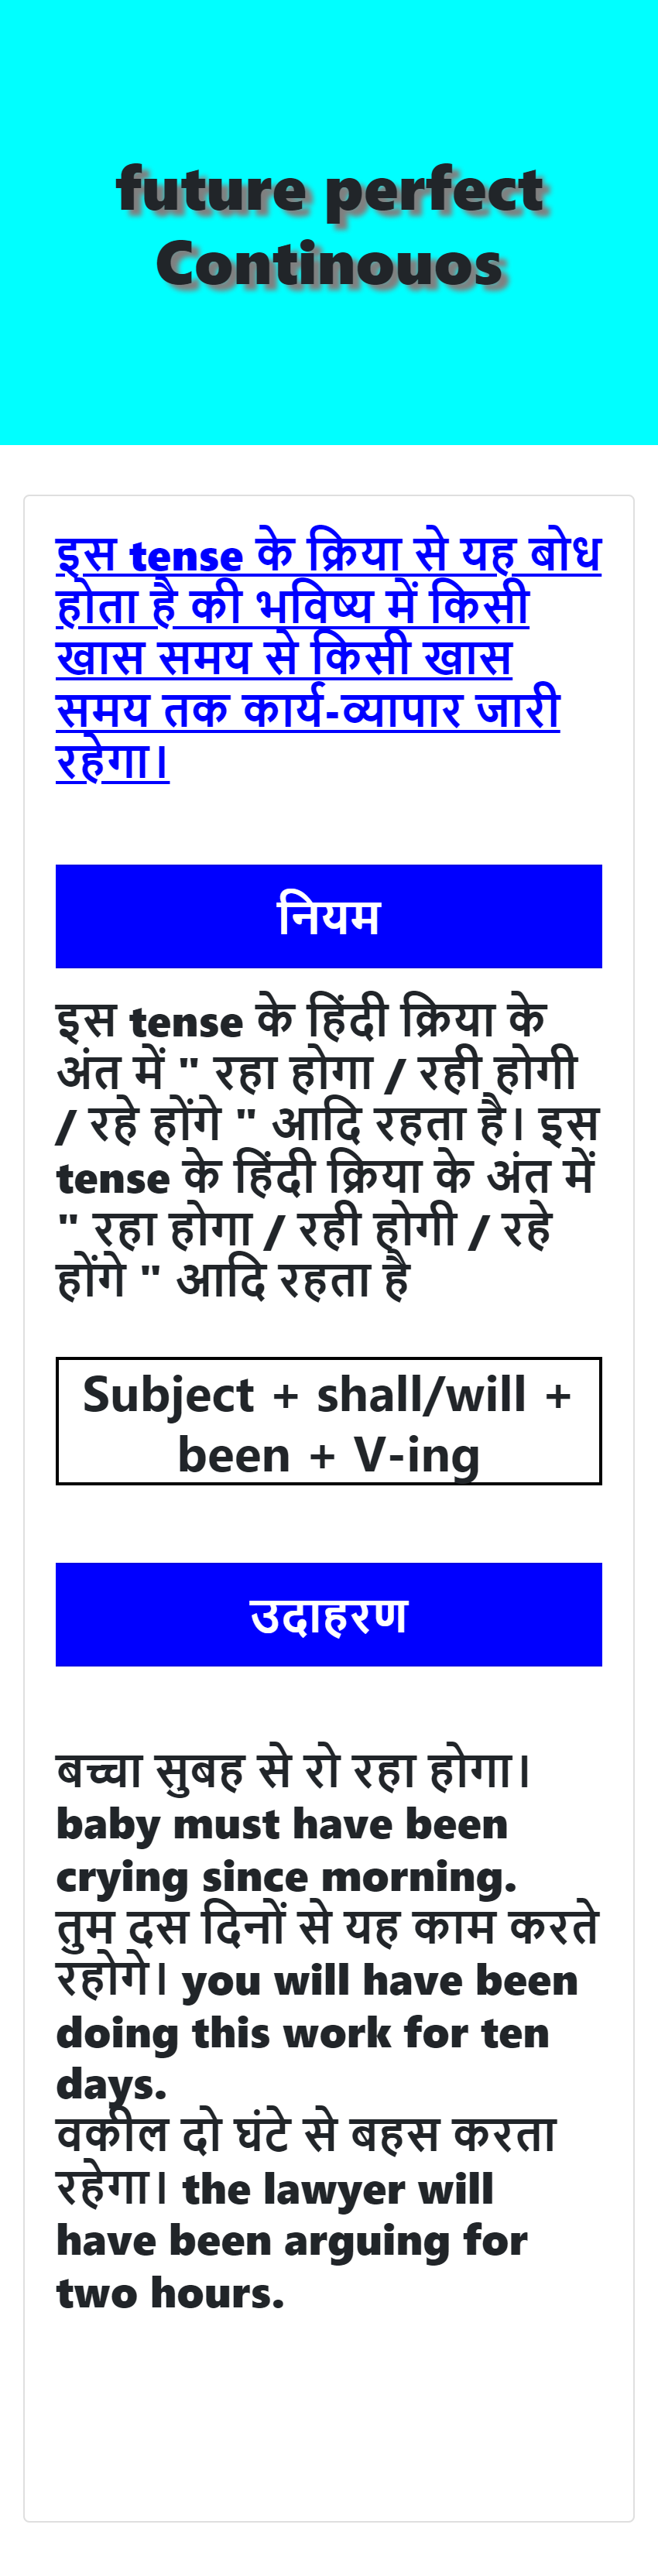 future perfect
Continouos
इस tense के क्रिया से यह बोध
होता है की भविष्य में किसी
खास समय से किसी खास
समय तक कार्य-व्यापार जारी
रहेगा।
नियम
इस tense के हिंदी क्रिया के
अंत में " रहा होगा / रही होगी
/ रहे होंगे " आदि रहता है। इस
tense के हिंदी क्रिया के अंत में
" रहा होगा / रही होगी / रहे
होंगे " आदि रहता है
Subject + shall/will +
been + V-ing
उदाहरण
बच्चा सुबह से रो रहा होगा।
baby must have been
crying since morning.
तुम दस दिनों से यह काम करते
रहोगे। you will have been
doing this work for ten
days.
वकील दो घंटे से बहस करता
रहेगा। the lawyer will
have been arguing for
two hours.